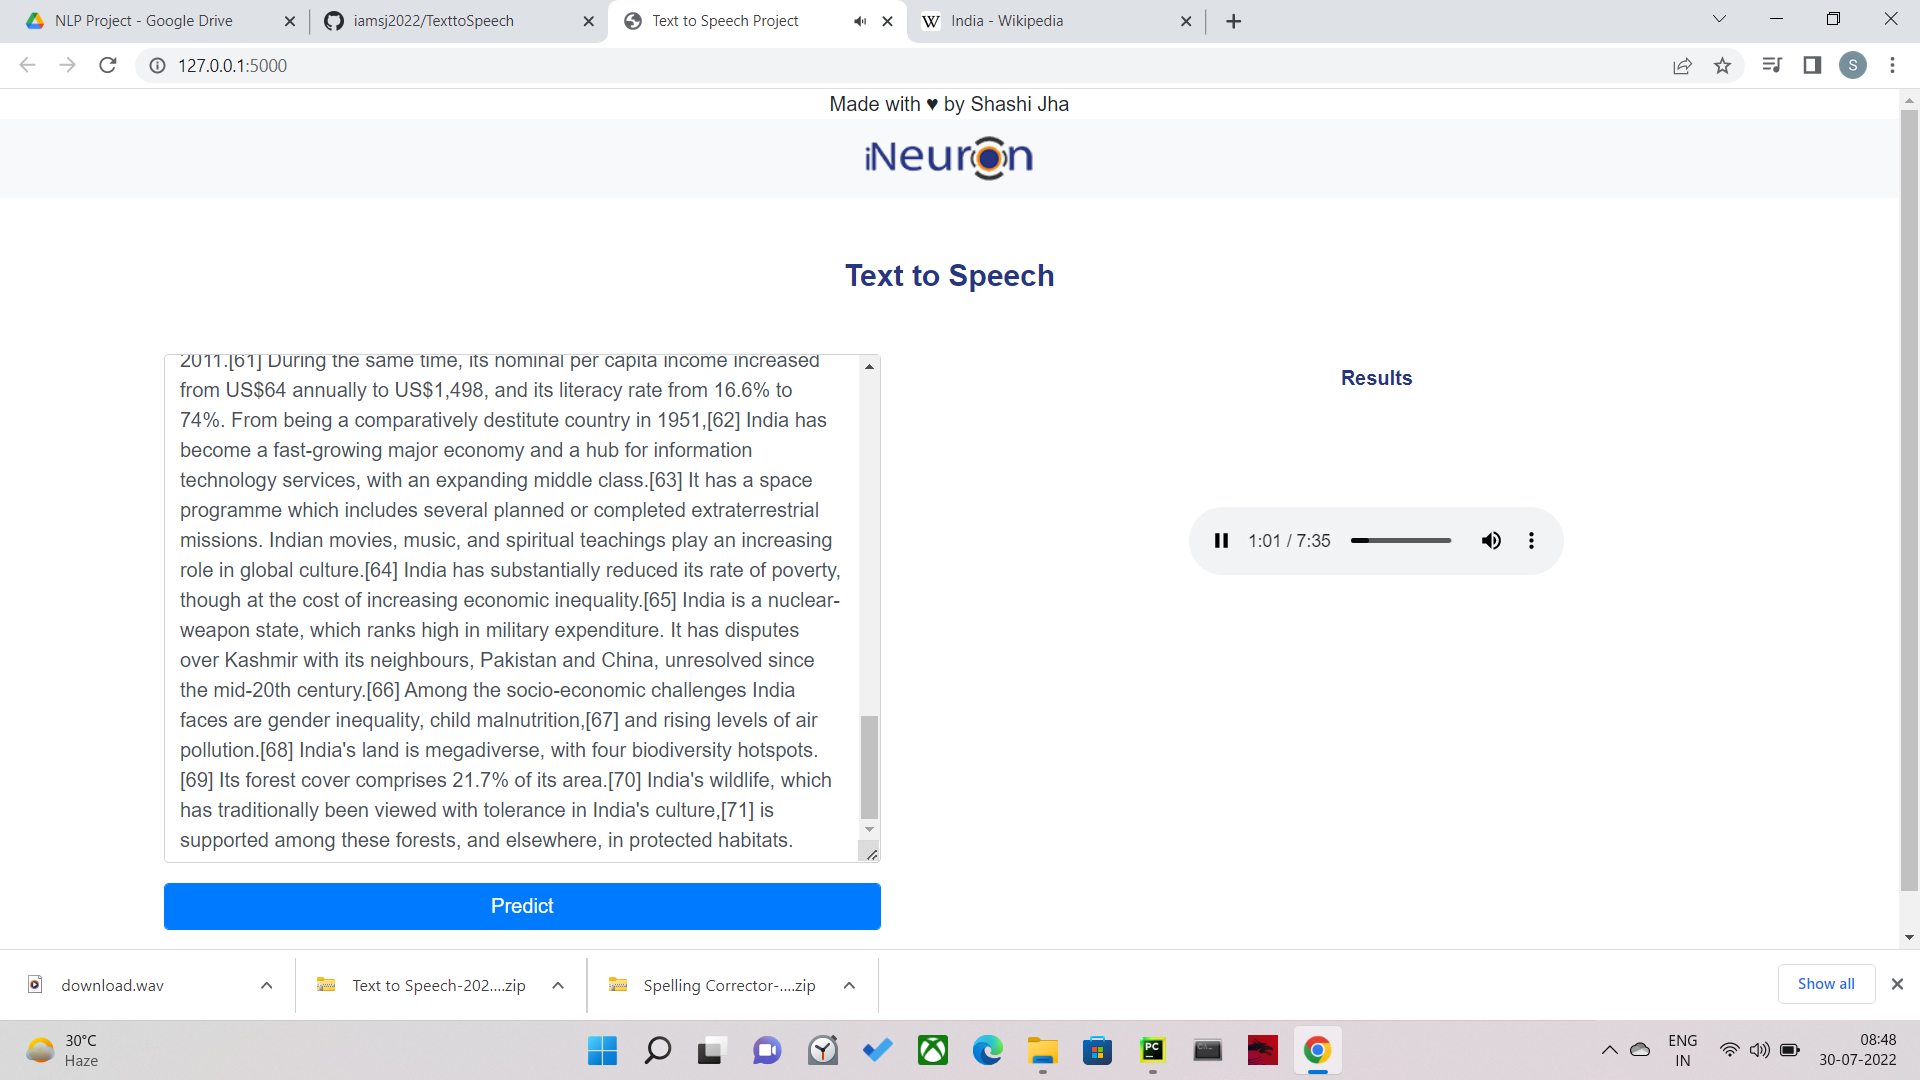 NLP Project - Google Drive
iamsj2022/TexttoSpeech
Text to Speech Project
India - Wikipedia
127.0.0.1:5000
S
Made with ♥ by Shashi Jha
iNeuron
Text to Speech
2011.[61] During the same time, its nominal per capita income increased
from US$64 annually to US$1,498, and its literacy rate from 16.6% to
74%. From being a comparatively destitute country in 1951,[62] India has
become a fast-growing major economy and a hub for information
technology services, with an expanding middle class.[63] It has a space
programme which includes several planned or completed extraterrestrial
missions. Indian movies, music, and spiritual teachings play an increasing
role in global culture.[64] India has substantially reduced its rate of poverty,
though at the cost of increasing economic inequality.[65] India is a nuclear-
weapon state, which ranks high in military expenditure. It has disputes
over Kashmir with its neighbours, Pakistan and China, unresolved since
the mid-20th century.[66] Among the socio-economic challenges India
faces are gender inequality, child malnutrition,[67] and rising levels of air
pollution.[68] India's land is megadiverse, with four biodiversity hotspots.
[69] Its forest cover comprises 21.7% of its area.[70] India's wildlife, which
has traditionally been viewed with tolerance in India's culture,[71] is
supported among these forests, and elsewhere, in protected habitats.
Predict
Results
1:01 / 7:35
download.wav
Text to Speech-202....zip
Spelling Corrector-....zip
Show all
30°C
Haze
PC
ENG
IN
08:48
30-07-2022